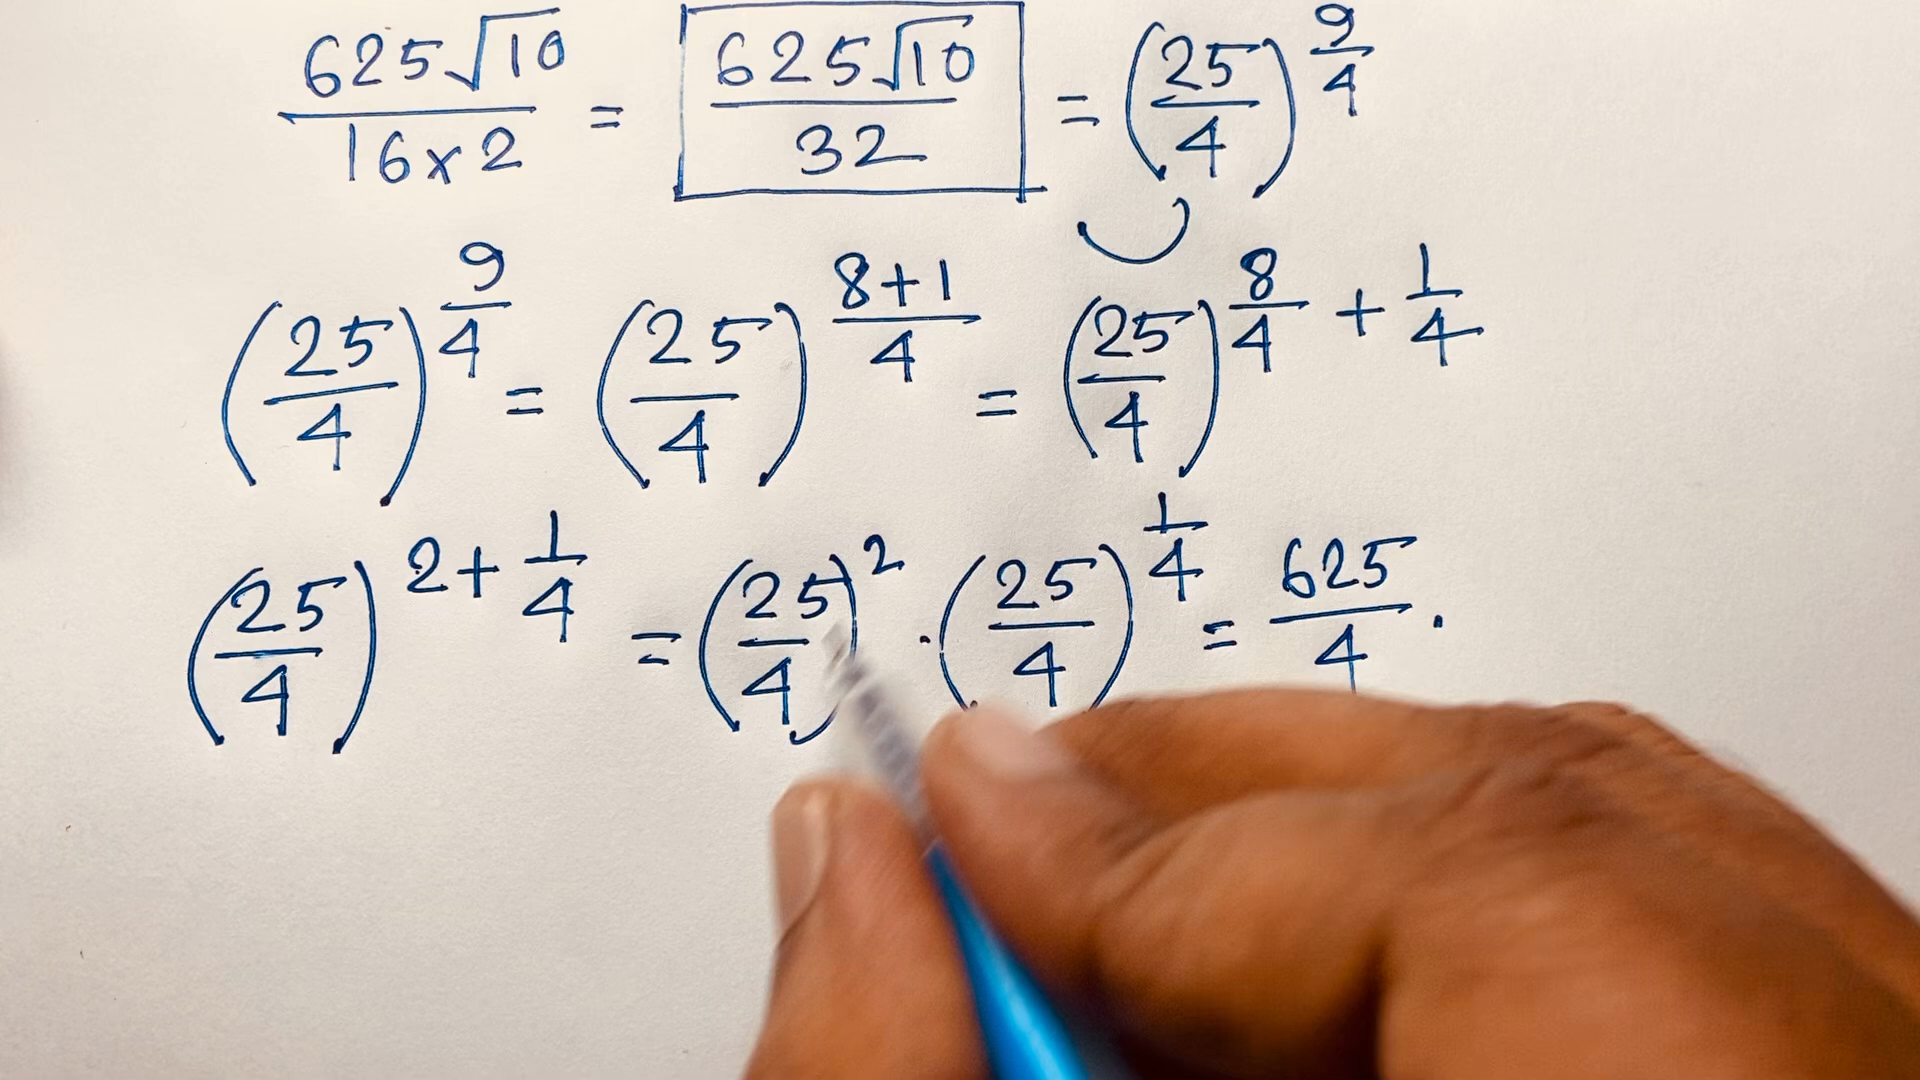 625√10/16×2 = 625√10/32 = (25/4)^(9/4)
(25/4)^(9/4) = (25/4)^((8+1)/4) = (25/4)^(8/4 + 1/4)
(25/4)^(2+1/4) = (25/4)^2 · (25/4)^(1/4) = 625/4 ·